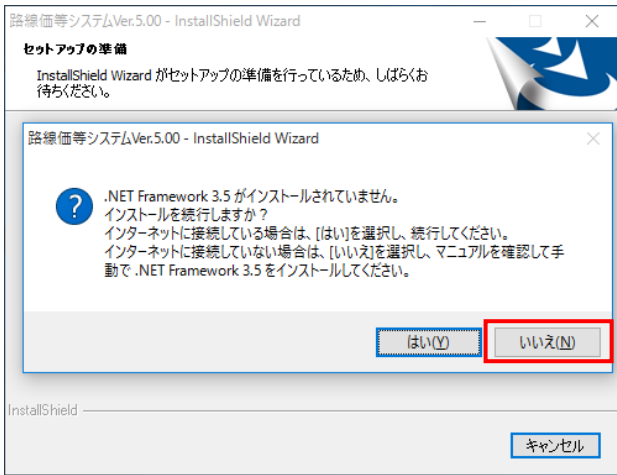 路線価等システムVer.5.00 - InstallShield Wizard
セットアップの準備
InstallShield Wizard がセットアップの準備を行っているため、しばらくお
待ちください。
路線価等システムVer.5.00 - InstallShield Wizard
.NET Framework 3.5 がインストールされていません。
インストールを続行しますか？
インターネットに接続している場合は、[はい]を選択し、続行してください。
インターネットに接続していない場合は、[いいえ]を選択し、マニュアルを確認して手
動で .NET Framework 3.5 をインストールしてください。
はい(Y)
いいえ(N)
InstallShield
キャンセル